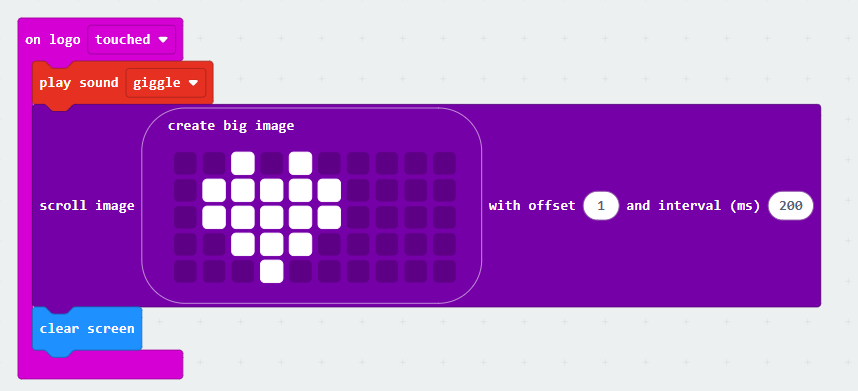 on logo touched
play sound giggle
create big image
scroll image with offset 1 and interval (ms) 200
clear screen